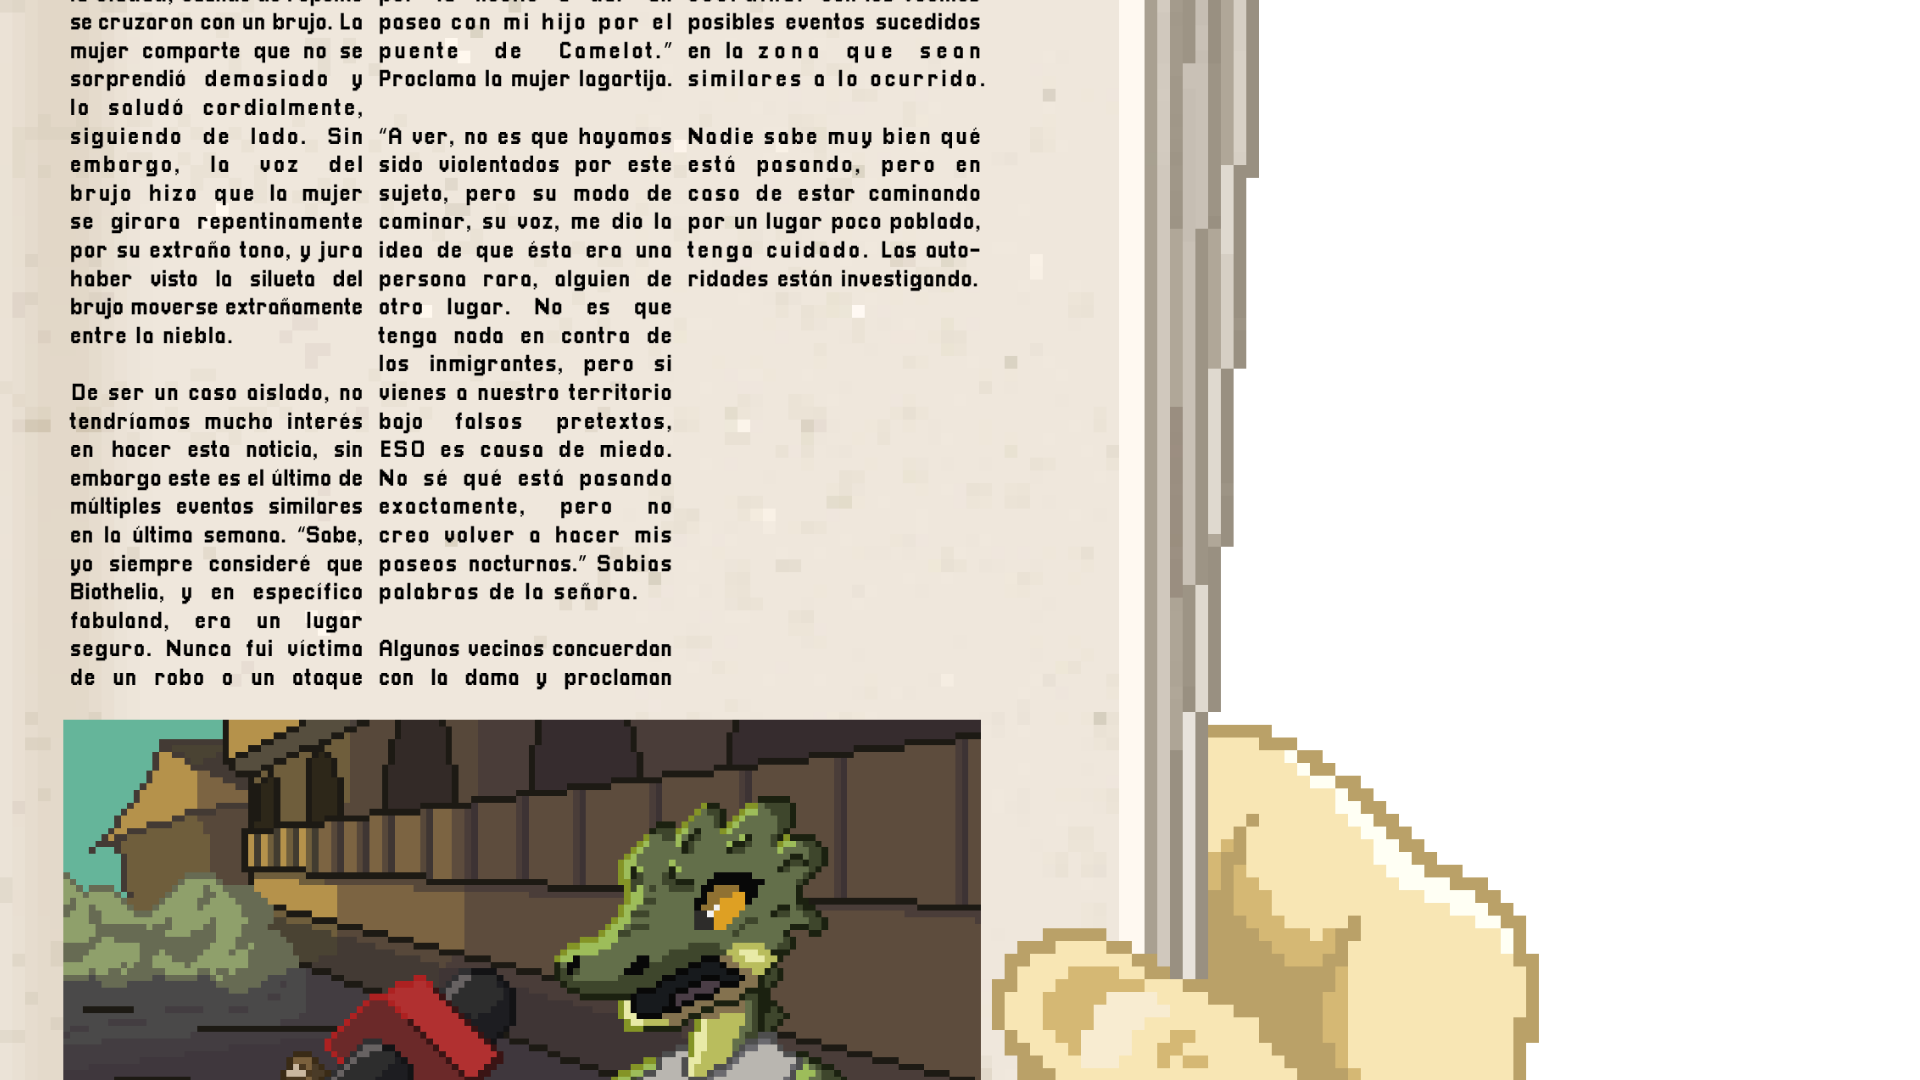 se cruzaron con un brujo. La
mujer comparte que no se
sorprendió demasiado y
lo saludó cordialmente,
siguiendo de lado. Sin
embargo, la voz del
brujo hizo que la mujer
se girara repentinamente
por su extraño tono, y jura
haber visto la silueta del
brujo moverse extrañamente
entre la niebla.
De ser un caso aislado, no
tendríamos mucho interés
en hacer esta noticia, sin
embargo este es el último de
múltiples eventos similares
en la última semana. "Sabe,
yo siempre consideré que
Biothelia, y en específico
fabuland, era un lugar
seguro. Nunca fui víctima
de un robo o un ataque
paseo con mi hijo por el
puente de Camelot."
Proclama la mujer lagartija.
"A ver, no es que hayamos
sido violentados por este
sujeto, pero su modo de
caminar, su voz, me dio la
idea de que ésta era una
persona rara, alguien de
otro lugar. No es que
tenga nada en contra de
los inmigrantes, pero si
vienes a nuestro territorio
bajo falsos pretextos,
ESO es causa de miedo.
No sé qué está pasando
exactamente, pero no
creo volver a hacer mis
paseos nocturnos." Sabias
palabras de la señora.
Algunos vecinos concuerdan
con la dama y proclaman
posibles eventos sucedidos
en la zona que sean
similares a lo ocurrido.
Nadie sabe muy bien qué
está pasando, pero en
caso de estar caminando
por un lugar poco poblado,
tenga cuidado. Las auto-
ridades están investigando.